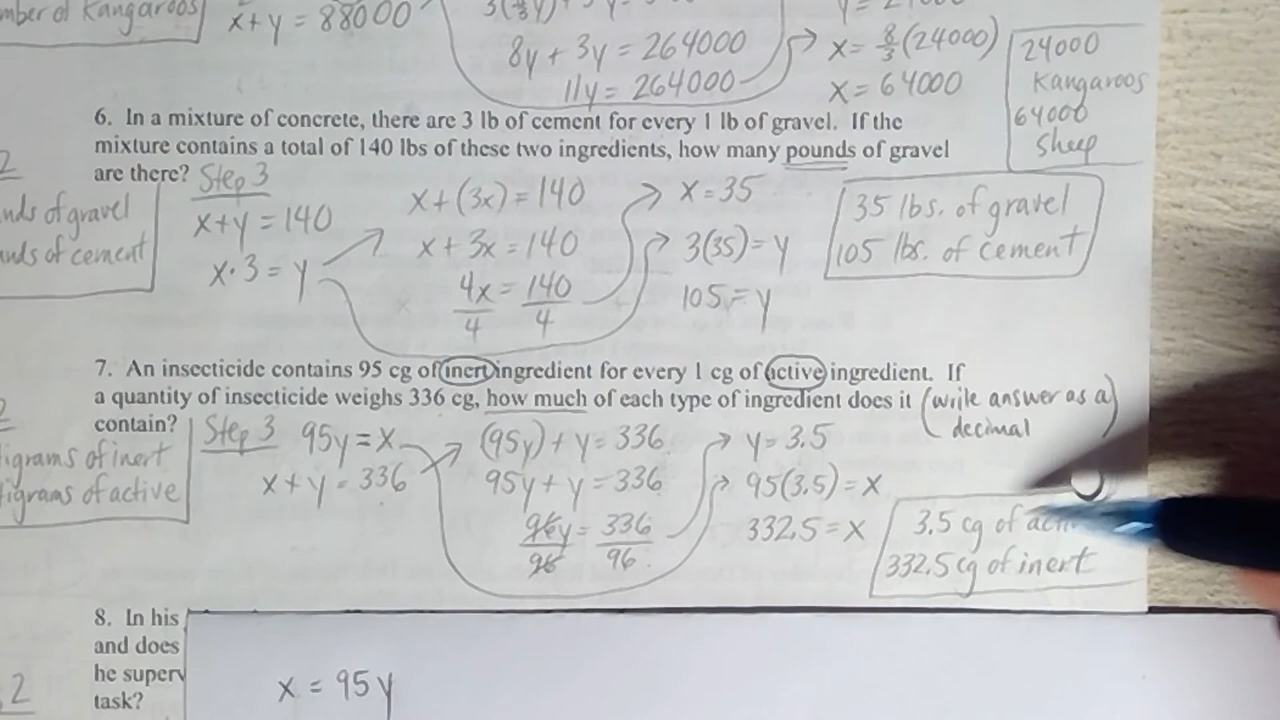 mber of Kangaroos
x+y = 88000
8y + 3y = 264000
11y = 264000
x = 8/3(24000)
x = 64000
24000
Kangaroos
64000
Sheep
6. In a mixture of concrete, there are 3 lb of cement for every 1 lb of gravel. If the
mixture contains a total of 140 lbs of these two ingredients, how many pounds of gravel
are there?
2
nds of gravel
nds of cement
Step 3
x+y = 140
x·3 = y
x+(3x) = 140
x+3x = 140
4x/4 = 140/4
x = 35
3(35) = y
105 = y
35 lbs. of gravel
105 lbs. of cement
7. An insecticide contains 95 cg of inert ingredient for every 1 cg of active ingredient. If
a quantity of insecticide weighs 336 cg, how much of each type of ingredient does it
contain?
(write answer as a
decimal)
2
tigrams of inert
tigrams of active
Step 3
95y = x
x+y = 336
(95y)+y = 336
95y+y = 336
96y/96 = 336/96
y = 3.5
95(3.5) = x
332.5 = x
3.5 cg of
332.5 cg of inert
8. In his
and does
he superv
task?
2
x = 95y